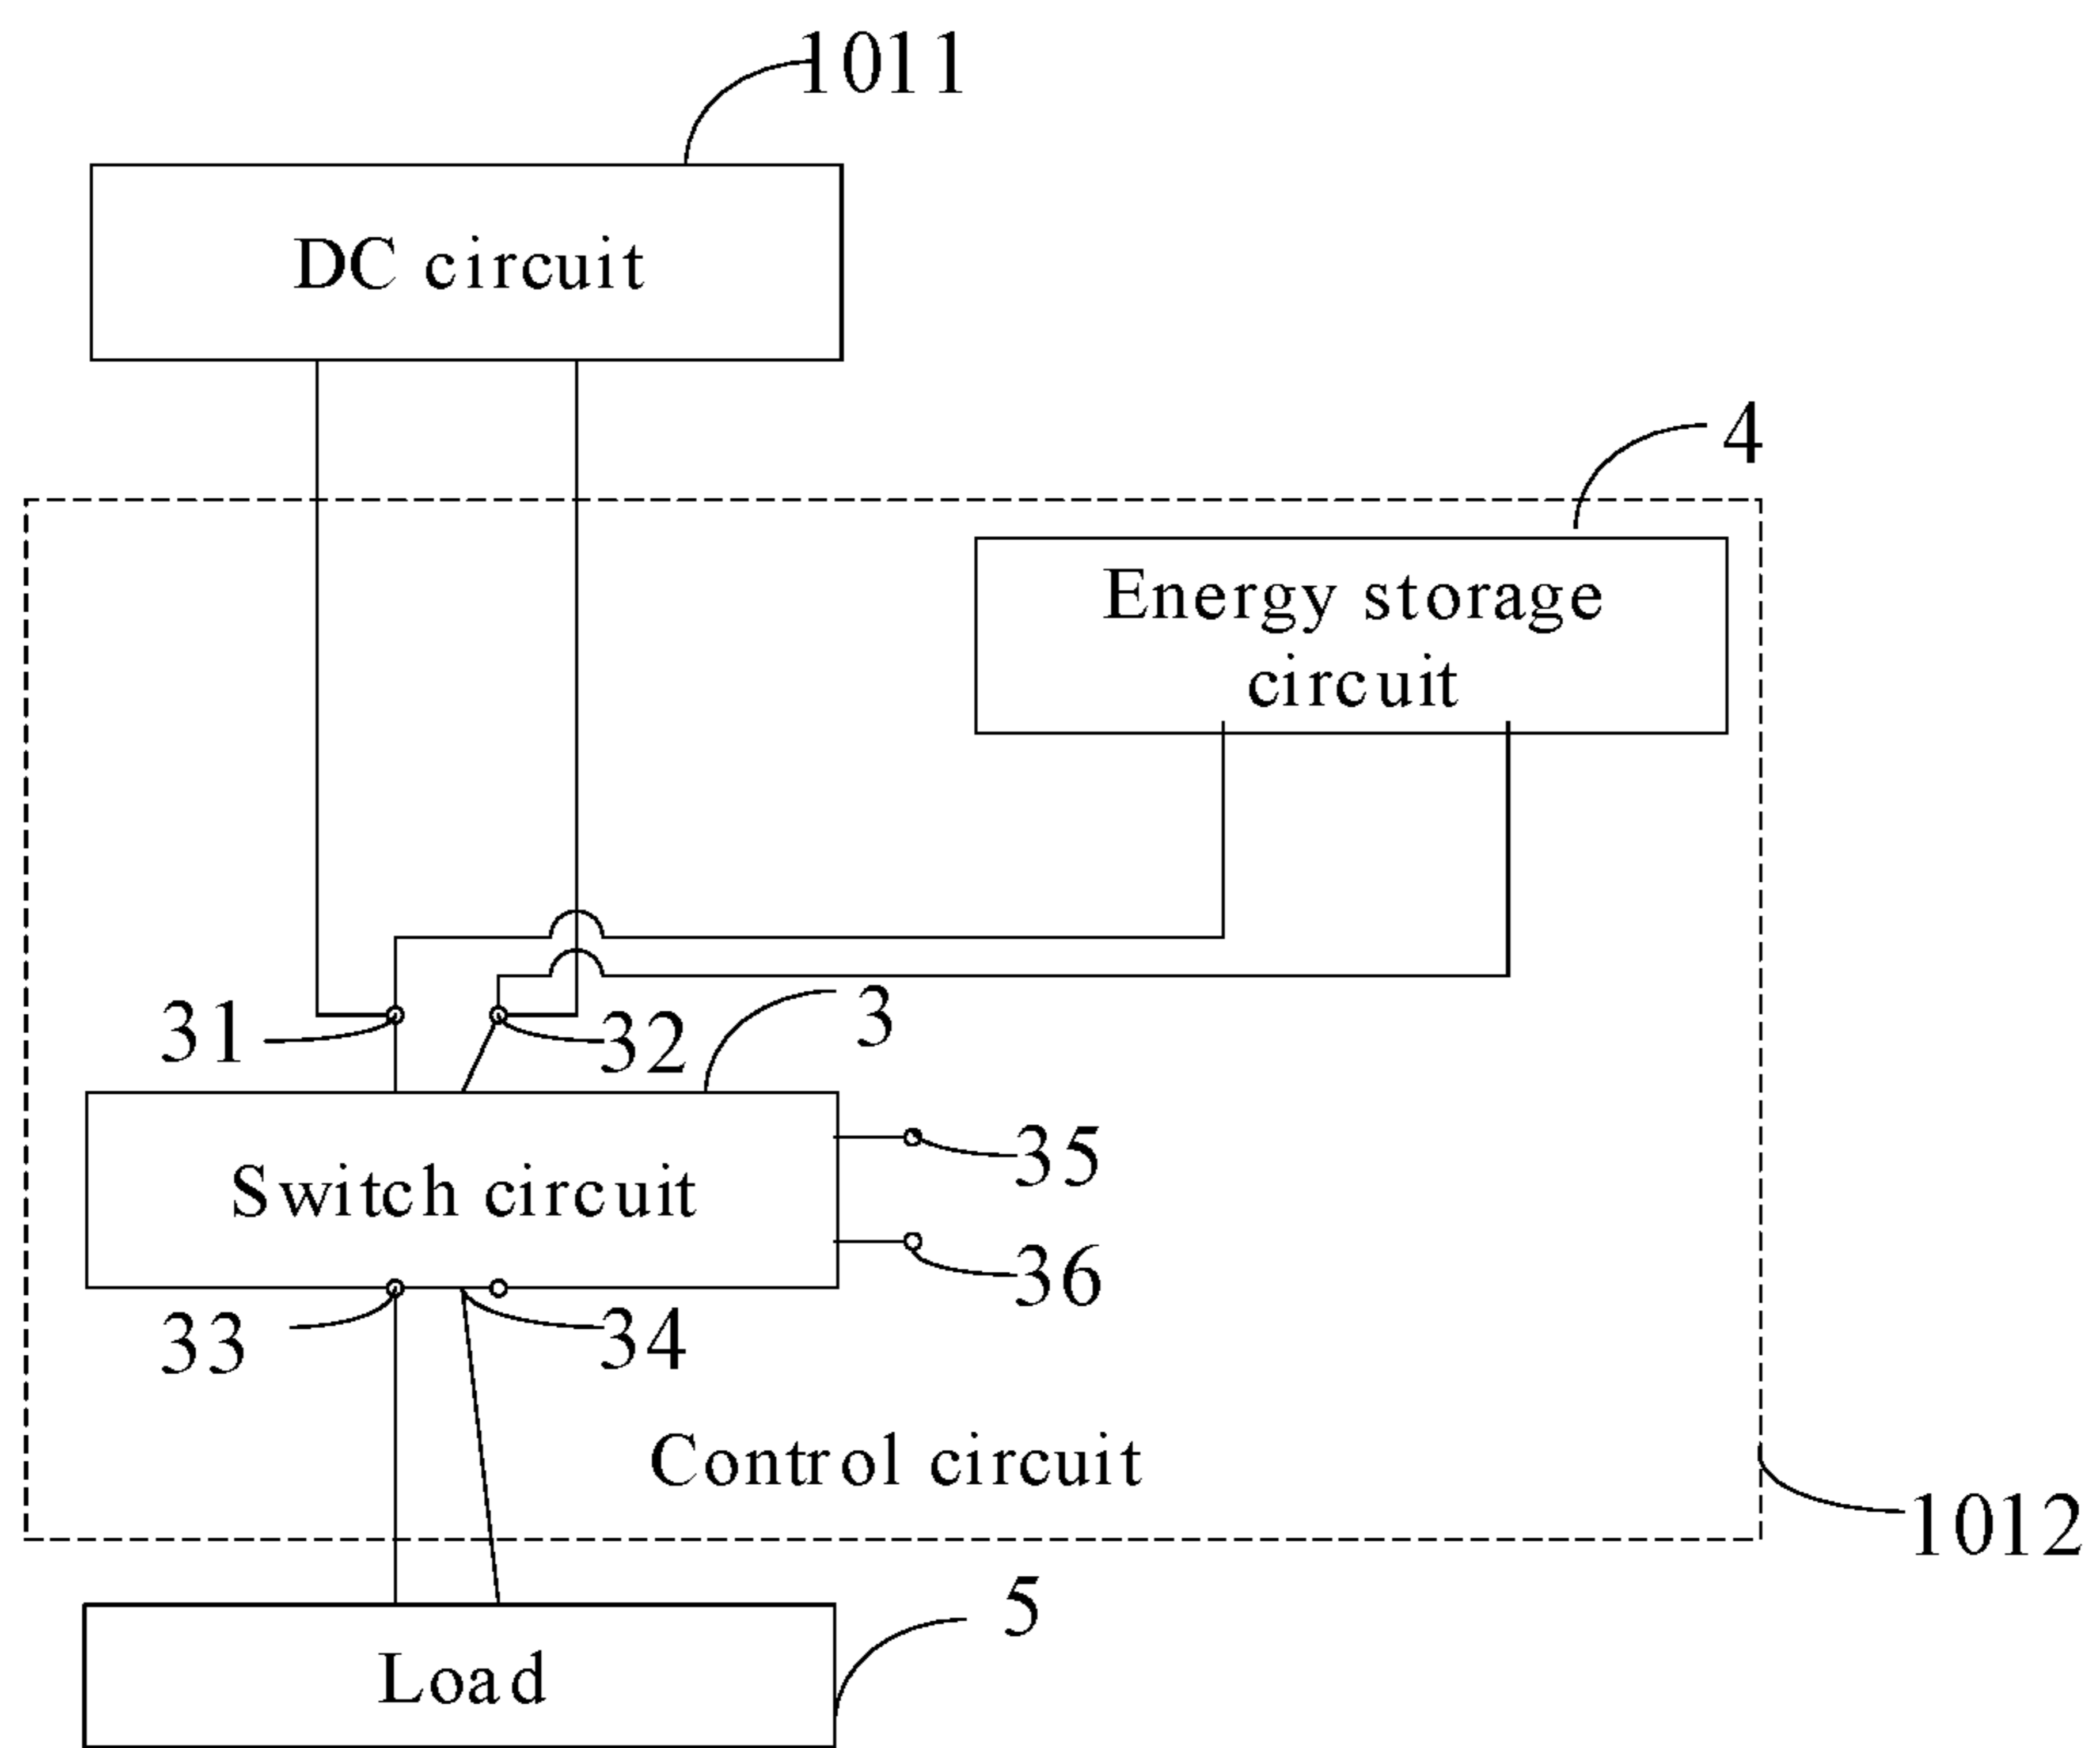 1011
DC circuit
4
Energy storage
circuit
31
32
3
35
Switch circuit
36
33
34
Control circuit
1012
5
Load